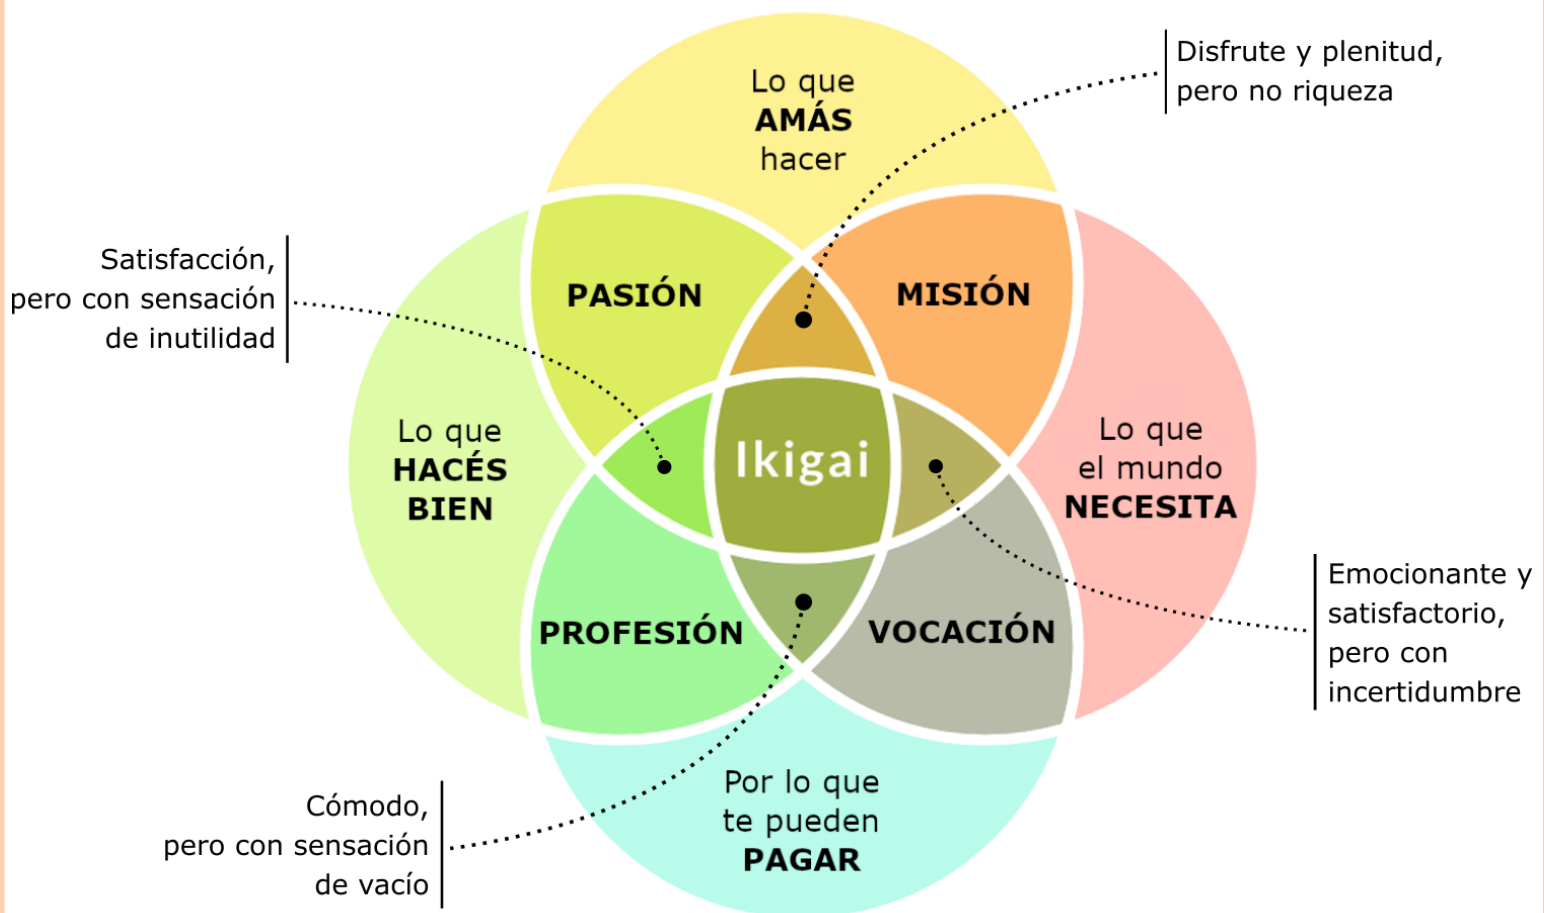 Lo que
AMÁS
hacer
Disfrute y plenitud,
pero no riqueza
Satisfacción,
pero con sensación
de inutilidad
PASIÓN
MISIÓN
Lo que
HACÉS
BIEN
Ikigai
Lo que
el mundo
NECESITA
PROFESIÓN
VOCACIÓN
Emocionante y
satisfactorio,
pero con
incertidumbre
Cómodo,
pero con sensación
de vacío
Por lo que
te pueden
PAGAR